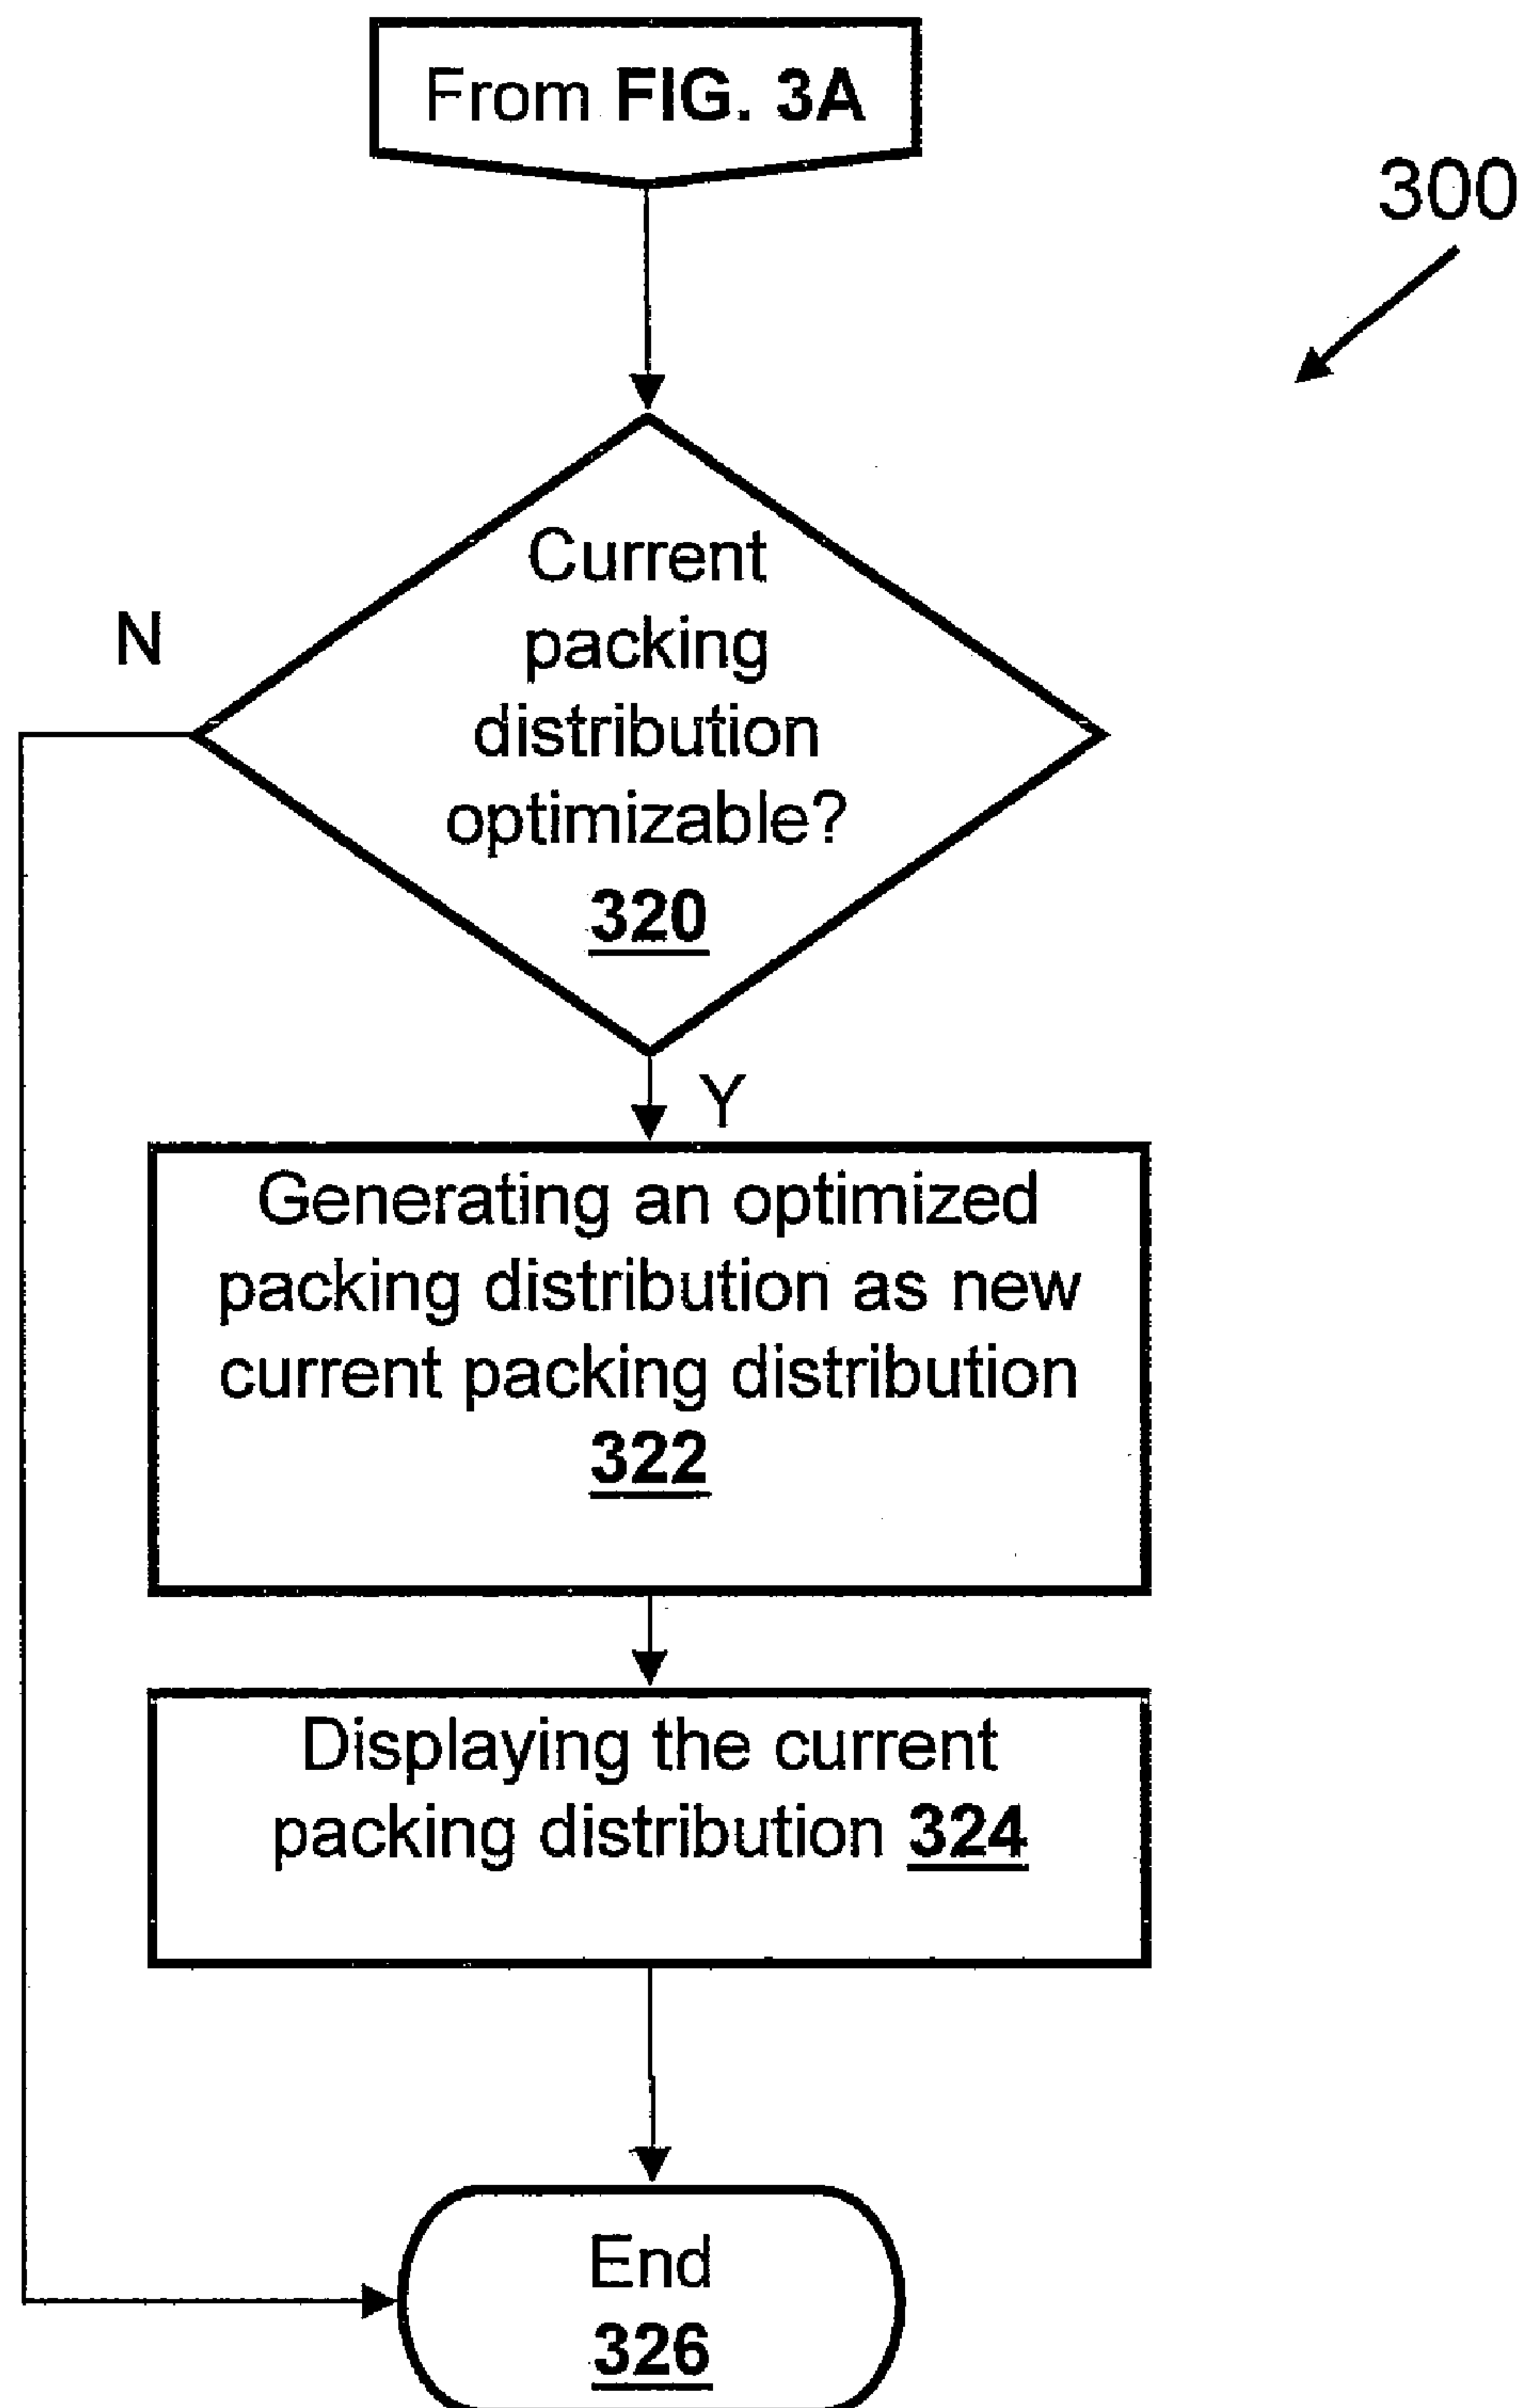 From FIG. 3A
300
Current
packing
distribution
optimizable?
320
N
Y
Generating an optimized
packing distribution as new
current packing distribution
322
Displaying the current
packing distribution 324
End
326